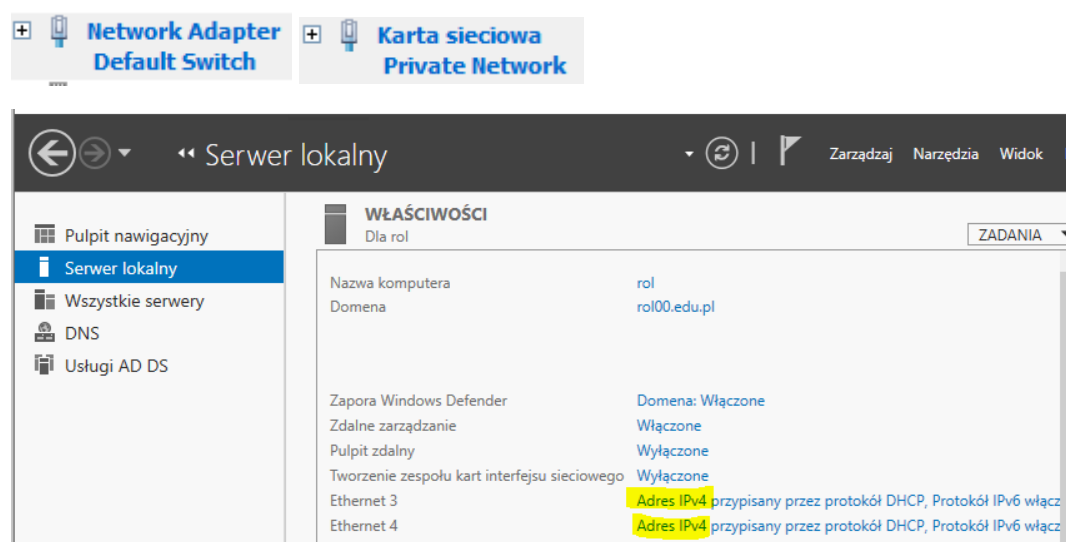 Network Adapter
Default Switch
Karta sieciowa
Private Network
Serwer lokalny
Zarządzaj Narzędzia Widok
Pulpit nawigacyjny
Serwer lokalny
Wszystkie serwery
DNS
Usługi AD DS
WŁAŚCIWOŚCI
Dla rol
ZADANIA
Nazwa komputera rol
Domena rol00.edu.pl
Zapora Windows Defender Domena: Włączone
Zdalne zarządzanie Włączone
Pulpit zdalny Wyłączone
Tworzenie zespołu kart interfejsu sieciowego Wyłączone
Ethernet 3 Adres IPv4 przypisany przez protokół DHCP, Protokół IPv6 włącz
Ethernet 4 Adres IPv4 przypisany przez protokół DHCP, Protokół IPv6 włącz